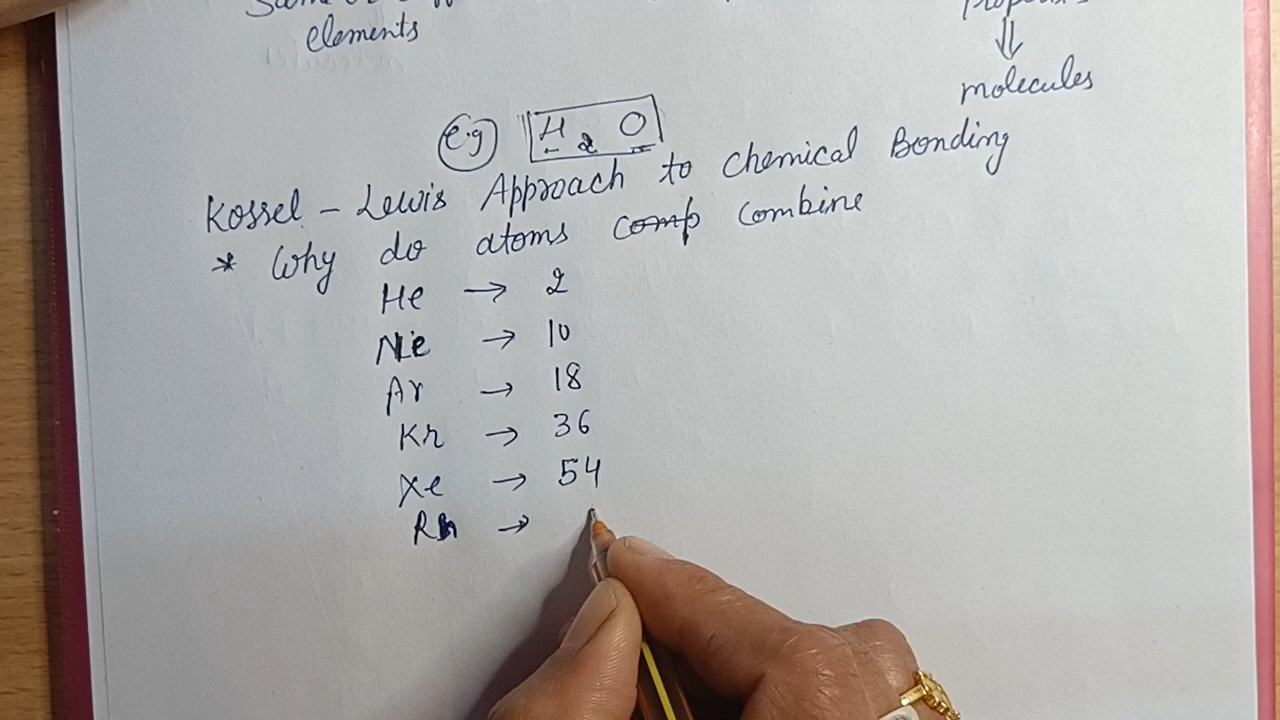 elements
molecules
e.g H2O
Kossel - Lewis Approach to Chemical Bonding
* Why do atoms comp combine
He → 2
Ne → 10
Ar → 18
Kr → 36
Xe → 54
Rn →